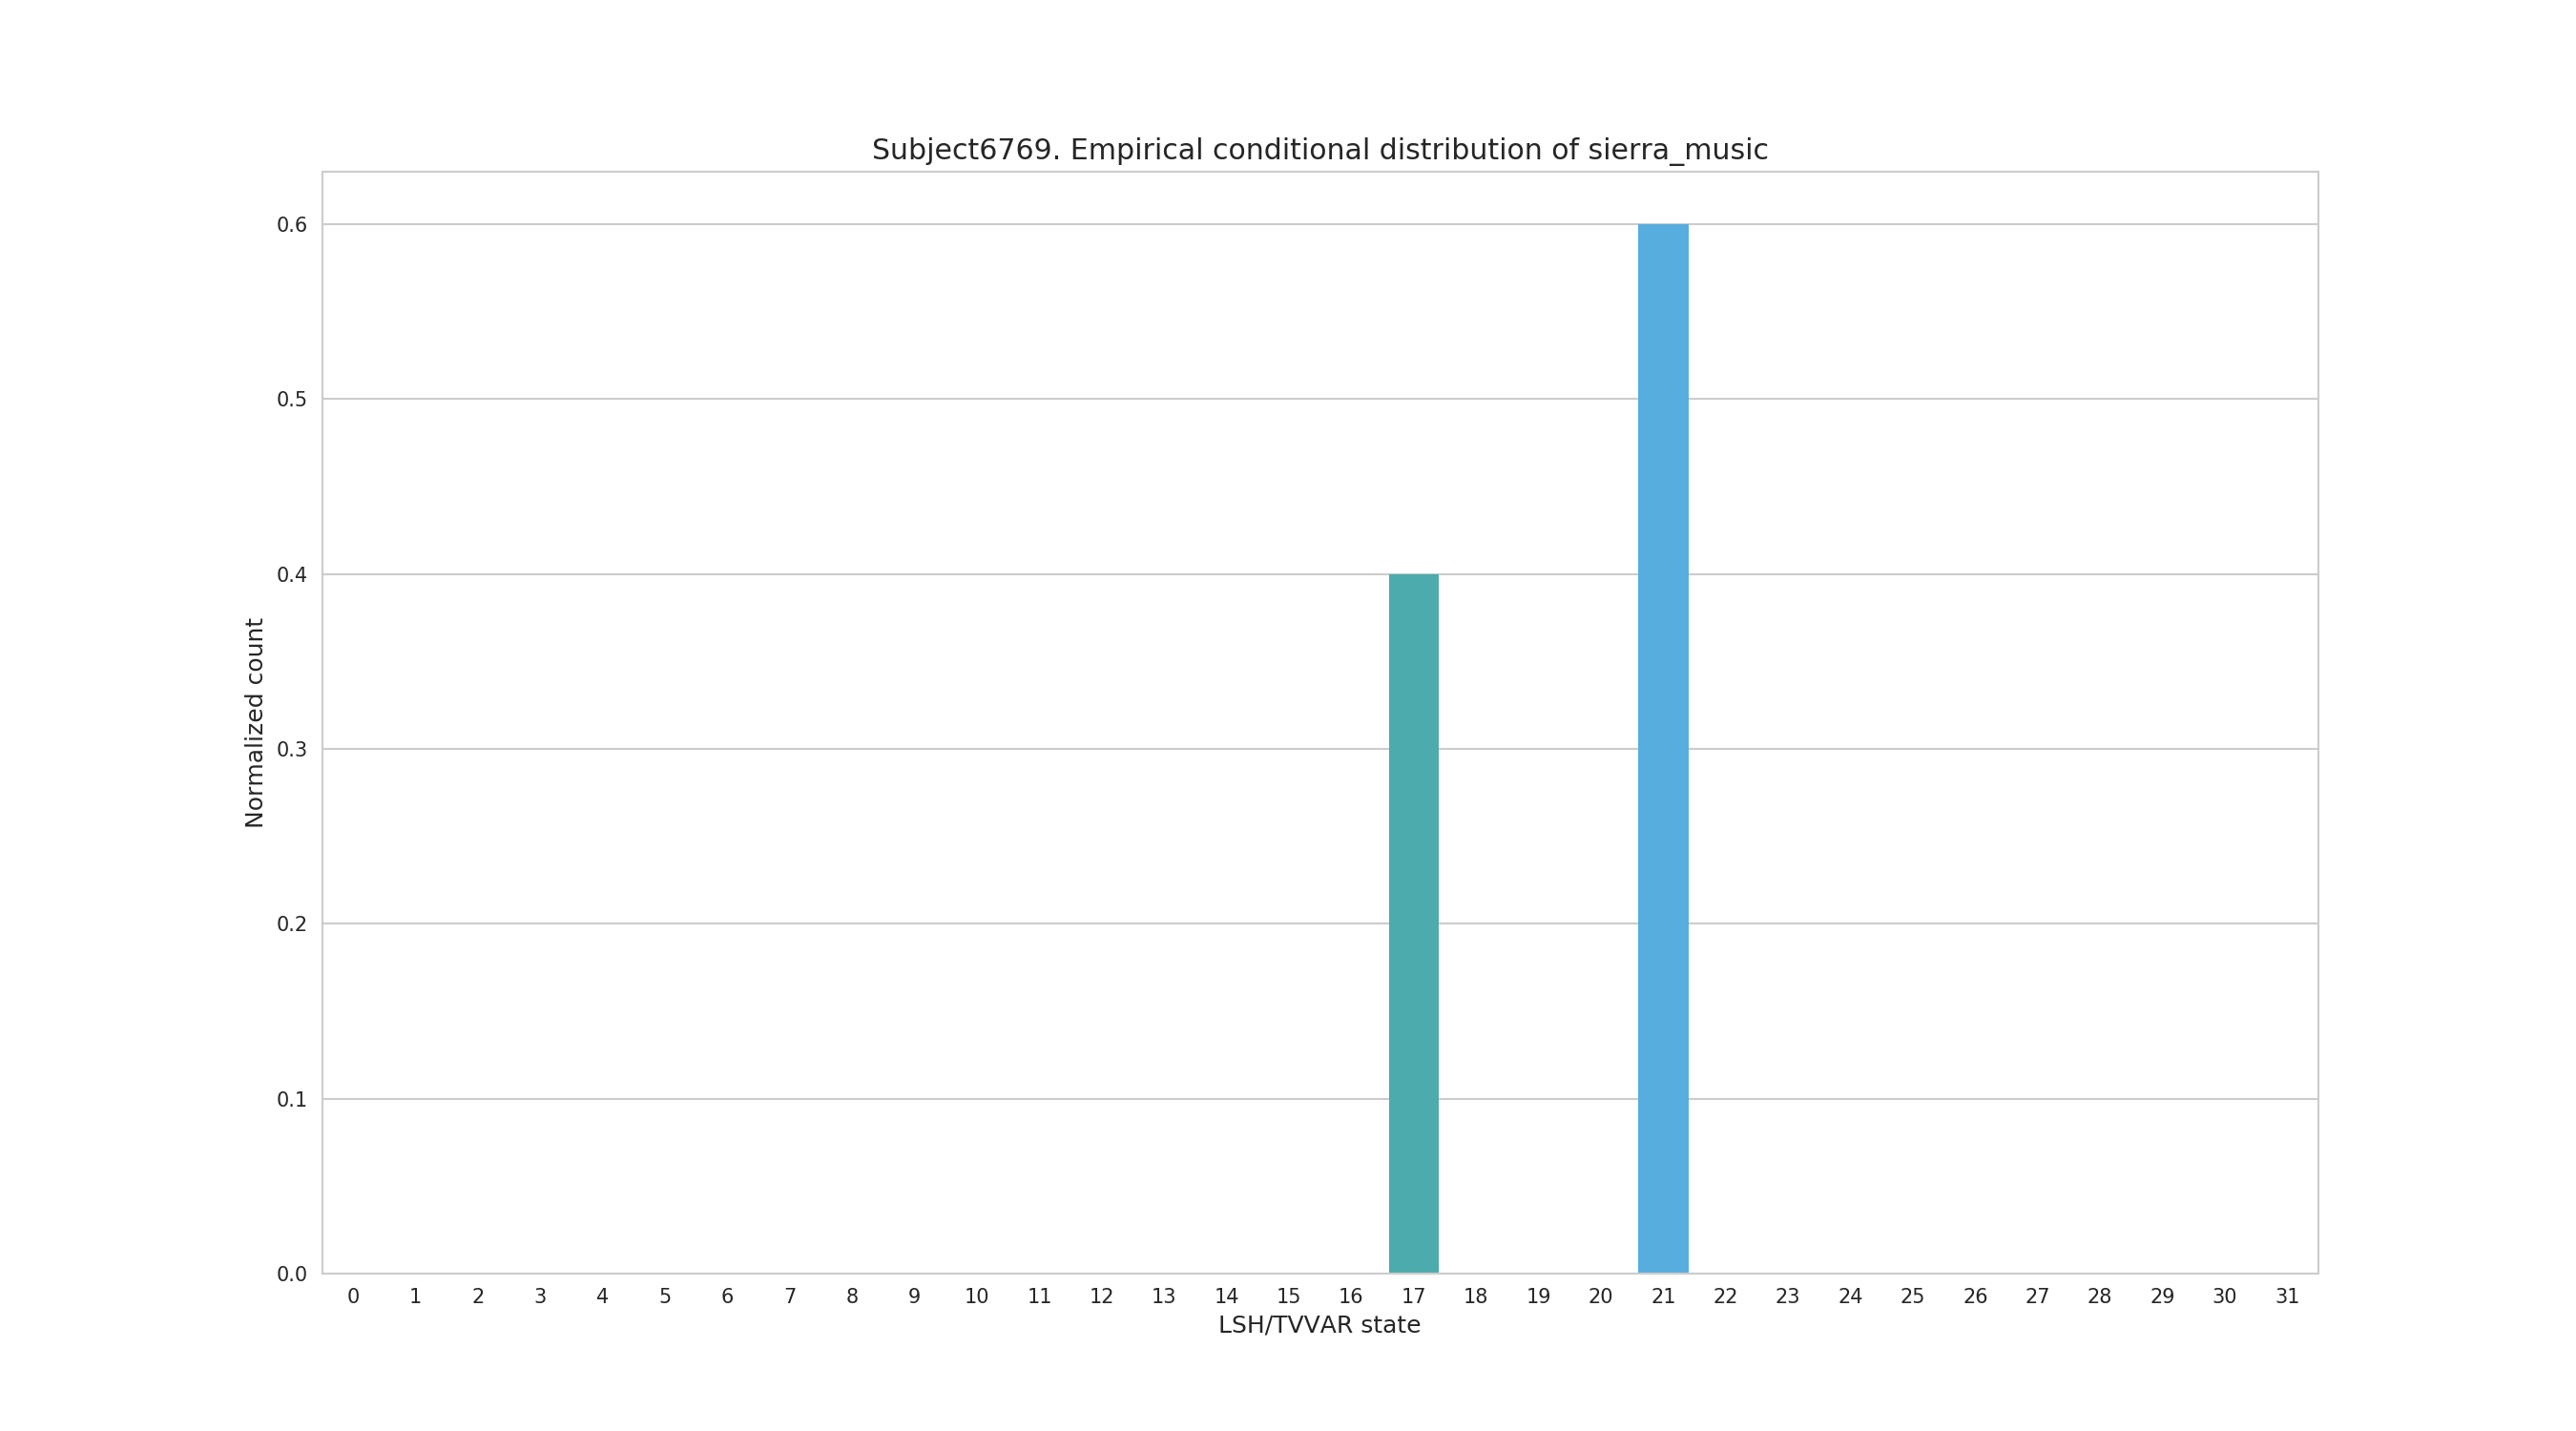 Subject6769. Empirical conditional distribution of sierra_music
0.6
0.5
0.4
0.3
0.2
0.1
0.0
Normalized count
0 1 2 3 4 5 6 7 8 9 10 11 12 13 14 15 16 17 18 19 20 21 22 23 24 25 26 27 28 29 30 31
LSH/TVVAR state